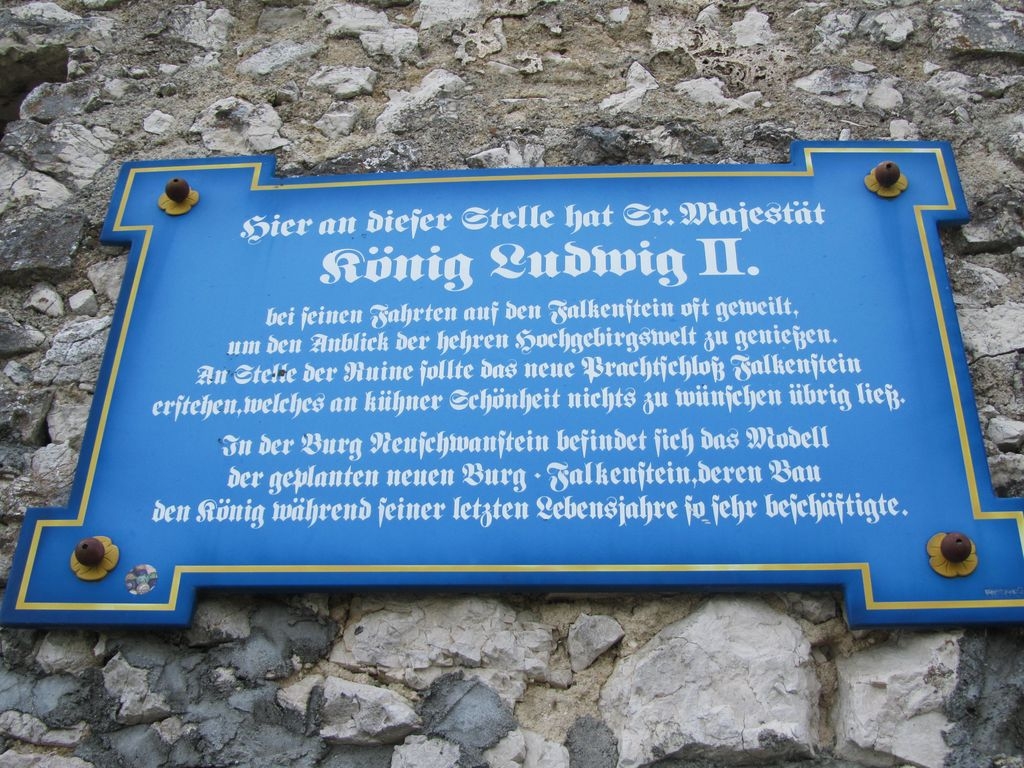 Hier an dieser Stelle hat Sr. Majestät
König Ludwig II.
bei seinen Fahrten auf den Falkenstein oft geweilt,
um den Anblick der hehren Hochgebirgswelt zu genießen.
An Stelle der Ruine sollte das neue Prachtschloß Falkenstein
erstehen, welches an kühner Schönheit nichts zu wünschen übrig ließ.
In der Burg Neuschwanstein befindet sich das Modell
der geplanten neuen Burg - Falkenstein, deren Bau
den König während seiner letzten Lebensjahre so sehr beschäftigte.